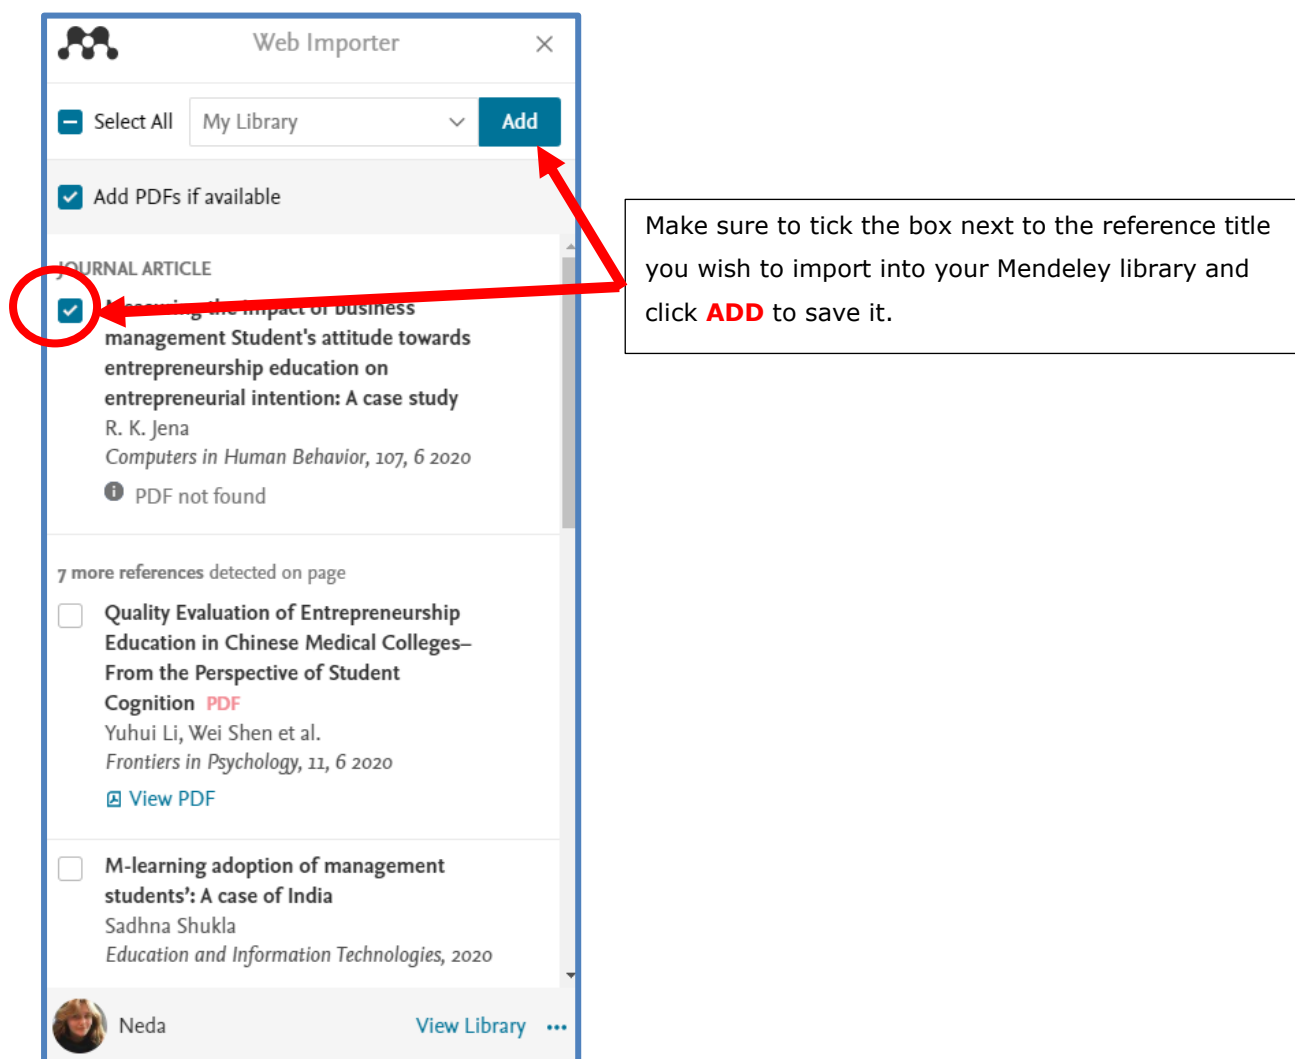 Web Importer
Select All
My Library
Add
Add PDFs if available
JOURNAL ARTICLE
Measuring the impact of business
management Student's attitude towards
entrepreneurship education on
entrepreneurial intention: A case study
R. K. Jena
Computers in Human Behavior, 107, 6 2020
PDF not found
7 more references detected on page
Quality Evaluation of Entrepreneurship
Education in Chinese Medical Colleges–
From the Perspective of Student
Cognition PDF
Yuhui Li, Wei Shen et al.
Frontiers in Psychology, 11, 6 2020
View PDF
M-learning adoption of management
students’: A case of India
Sadhna Shukla
Education and Information Technologies, 2020
Neda
View Library
Make sure to tick the box next to the reference title
you wish to import into your Mendeley library and
click ADD to save it.